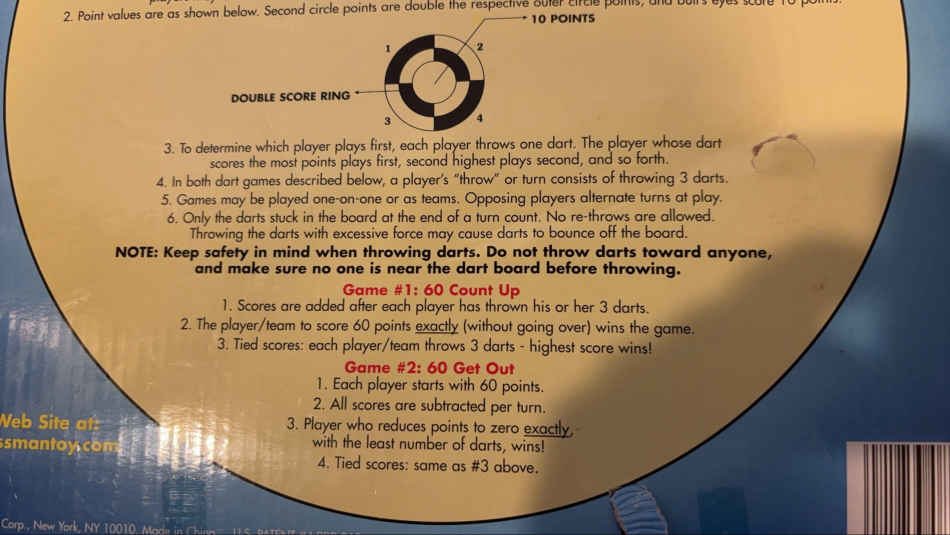 2. Point values are as shown below. Second circle points are double the respective outer circle points, and bull's eyes score 10 points.
10 POINTS
1
2
DOUBLE SCORE RING
3
4
3. To determine which player plays first, each player throws one dart. The player whose dart
scores the most points plays first, second highest plays second, and so forth.
4. In both dart games described below, a player's "throw" or turn consists of throwing 3 darts.
5. Games may be played one-on-one or as teams. Opposing players alternate turns at play.
6. Only the darts stuck in the board at the end of a turn count. No re-throws are allowed.
Throwing the darts with excessive force may cause darts to bounce off the board.
NOTE: Keep safety in mind when throwing darts. Do not throw darts toward anyone,
and make sure no one is near the dart board before throwing.
Game #1: 60 Count Up
1. Scores are added after each player has thrown his or her 3 darts.
2. The player/team to score 60 points exactly (without going over) wins the game.
3. Tied scores: each player/team throws 3 darts - highest score wins!
Game #2: 60 Get Out
1. Each player starts with 60 points.
2. All scores are subtracted per turn.
3. Player who reduces points to zero exactly,
with the least number of darts, wins!
4. Tied scores: same as #3 above.
Web Site at:
ssmantoy.com
Corp., New York, NY 10010. Made in China U.S. PATENT